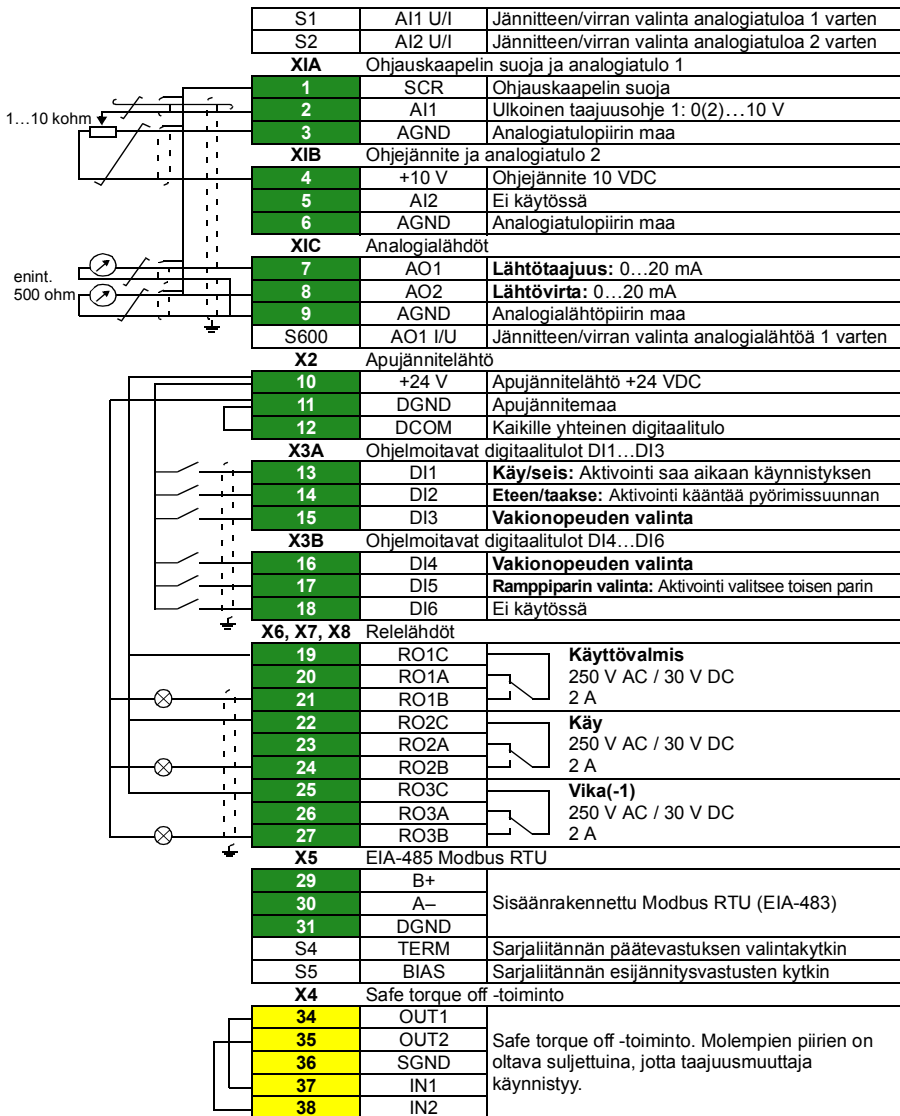 S1 AI1 U/I Jännitteen/virran valinta analogiatuloa 1 varten
S2 AI2 U/I Jännitteen/virran valinta analogiatuloa 2 varten
XIA Ohjauskaapelin suoja ja analogiatulo 1
1 SCR Ohjauskaapelin suoja
1…10 kohm
2 AI1 Ulkoinen taajuusohje 1: 0(2)…10 V
3 AGND Analogiatulopiirin maa
XIB Ohjejännite ja analogiatulo 2
4 +10 V Ohjejännite 10 VDC
5 AI2 Ei käytössä
6 AGND Analogiatulopiirin maa
XIC Analogialähdöt
enint.
500 ohm
7 AO1 Lähtötaajuus: 0…20 mA
8 AO2 Lähtövirta: 0…20 mA
9 AGND Analogialähtöpiirin maa
S600 AO1 I/U Jännitteen/virran valinta analogialähtöä 1 varten
X2 Apujännitelähtö
10 +24 V Apujännitelähtö +24 VDC
11 DGND Apujännitemaa
12 DCOM Kaikille yhteinen digitaalitulo
X3A Ohjelmoitavat digitaalitulot DI1…DI3
13 DI1 Käy/seis: Aktivointi saa aikaan käynnistyksen
14 DI2 Eteen/taakse: Aktivointi kääntää pyörimissuunnan
15 DI3 Vakionopeuden valinta
X3B Ohjelmoitavat digitaalitulot DI4…DI6
16 DI4 Vakionopeuden valinta
17 DI5 Ramppiparin valinta: Aktivointi valitsee toisen parin
18 DI6 Ei käytössä
X6, X7, X8 Relelähdöt
19 RO1C Käyttövalmis
20 RO1A 250 V AC / 30 V DC
21 RO1B 2 A
22 RO2C Käy
23 RO2A 250 V AC / 30 V DC
24 RO2B 2 A
25 RO3C Vika(-1)
26 RO3A 250 V AC / 30 V DC
27 RO3B 2 A
X5 EIA-485 Modbus RTU
29 B+
30 A– Sisäänrakennettu Modbus RTU (EIA-483)
31 DGND
S4 TERM Sarjaliitännän päätevastuksen valintakytkin
S5 BIAS Sarjaliitännän esijännitysvastusten kytkin
X4 Safe torque off -toiminto
34 OUT1
35 OUT2 Safe torque off -toiminto. Molempien piirien on
36 SGND oltava suljettuina, jotta taajuusmuuttaja
37 IN1 käynnistyy.
38 IN2